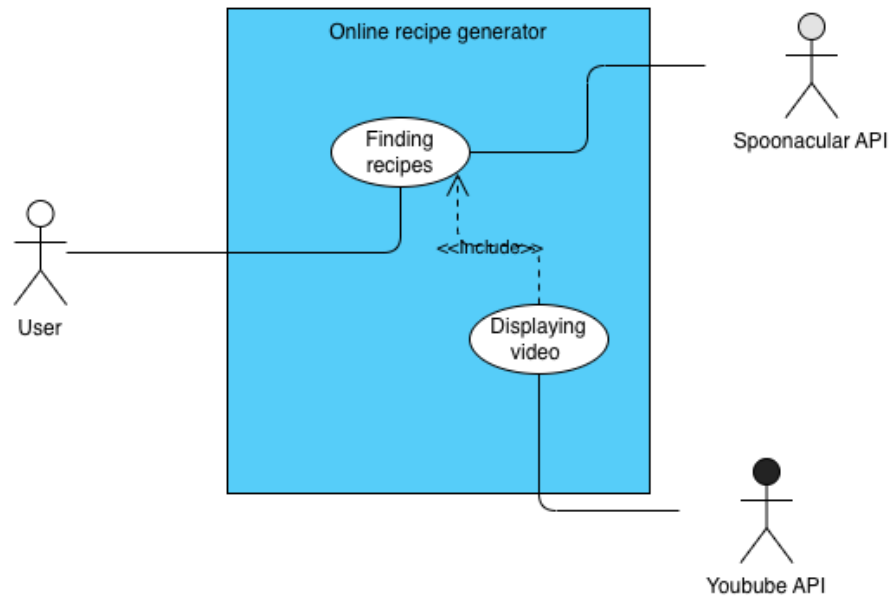 Online recipe generator
Spoonacular API
Finding
recipes
<<Include>>
User
Displaying
video
Youbube API